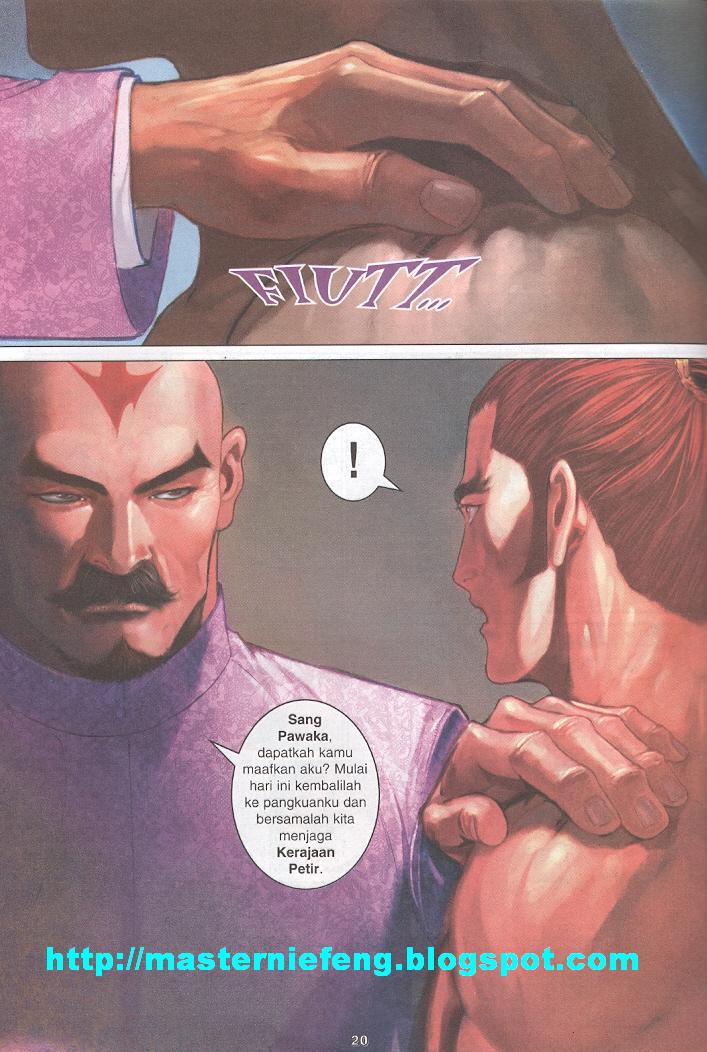 FIUTT...
!
Sang
Pawaka,
dapatkah kamu
maafkan aku? Mulai
hari ini kembalilah
ke pangkuanku dan
bersamalah kita
menjaga
Kerajaan
Petir.
http://masterniefeng.blogspot.com
20